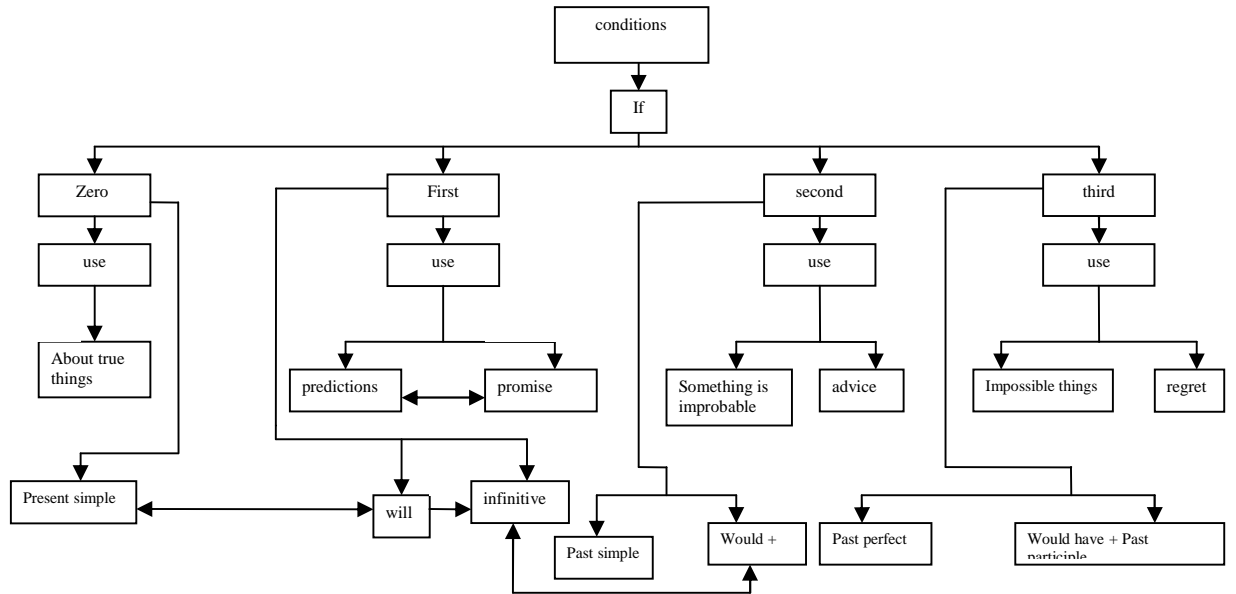 conditions
If
Zero
First
second
third
use
use
use
use
About true
things
predictions
promise
Something is
improbable
advice
Impossible things
regret
Present simple
will
infinitive
Past simple
Would +
Past perfect
Would have + Past
participle